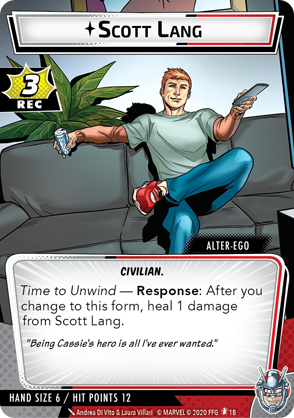 SCOTT LANG
3
REC
ALTER-EGO
CIVILIAN.
Time to Unwind — Response: After you
change to this form, heal 1 damage
from Scott Lang.
"Being Cassie's hero is all I've ever wanted."
HAND SIZE 6 / HIT POINTS 12
Andrea Di Vito & Laura Villari © MARVEL © 2020 FFG 1B